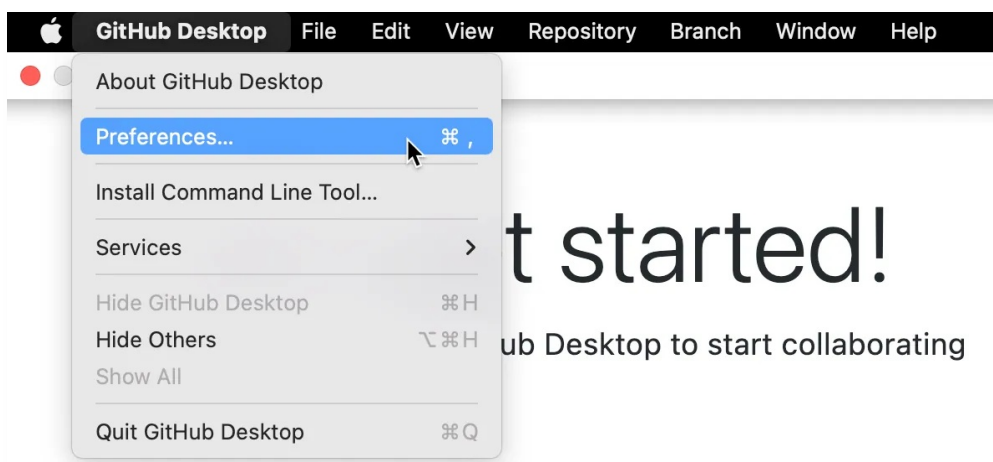 GitHub Desktop File Edit View Repository Branch Window Help
About GitHub Desktop
Preferences... ⌘ ,
Install Command Line Tool...
Services >
t started!
Hide GitHub Desktop ⌘H
Hide Others ⌥⌘H
ub Desktop to start collaborating
Show All
Quit GitHub Desktop ⌘Q